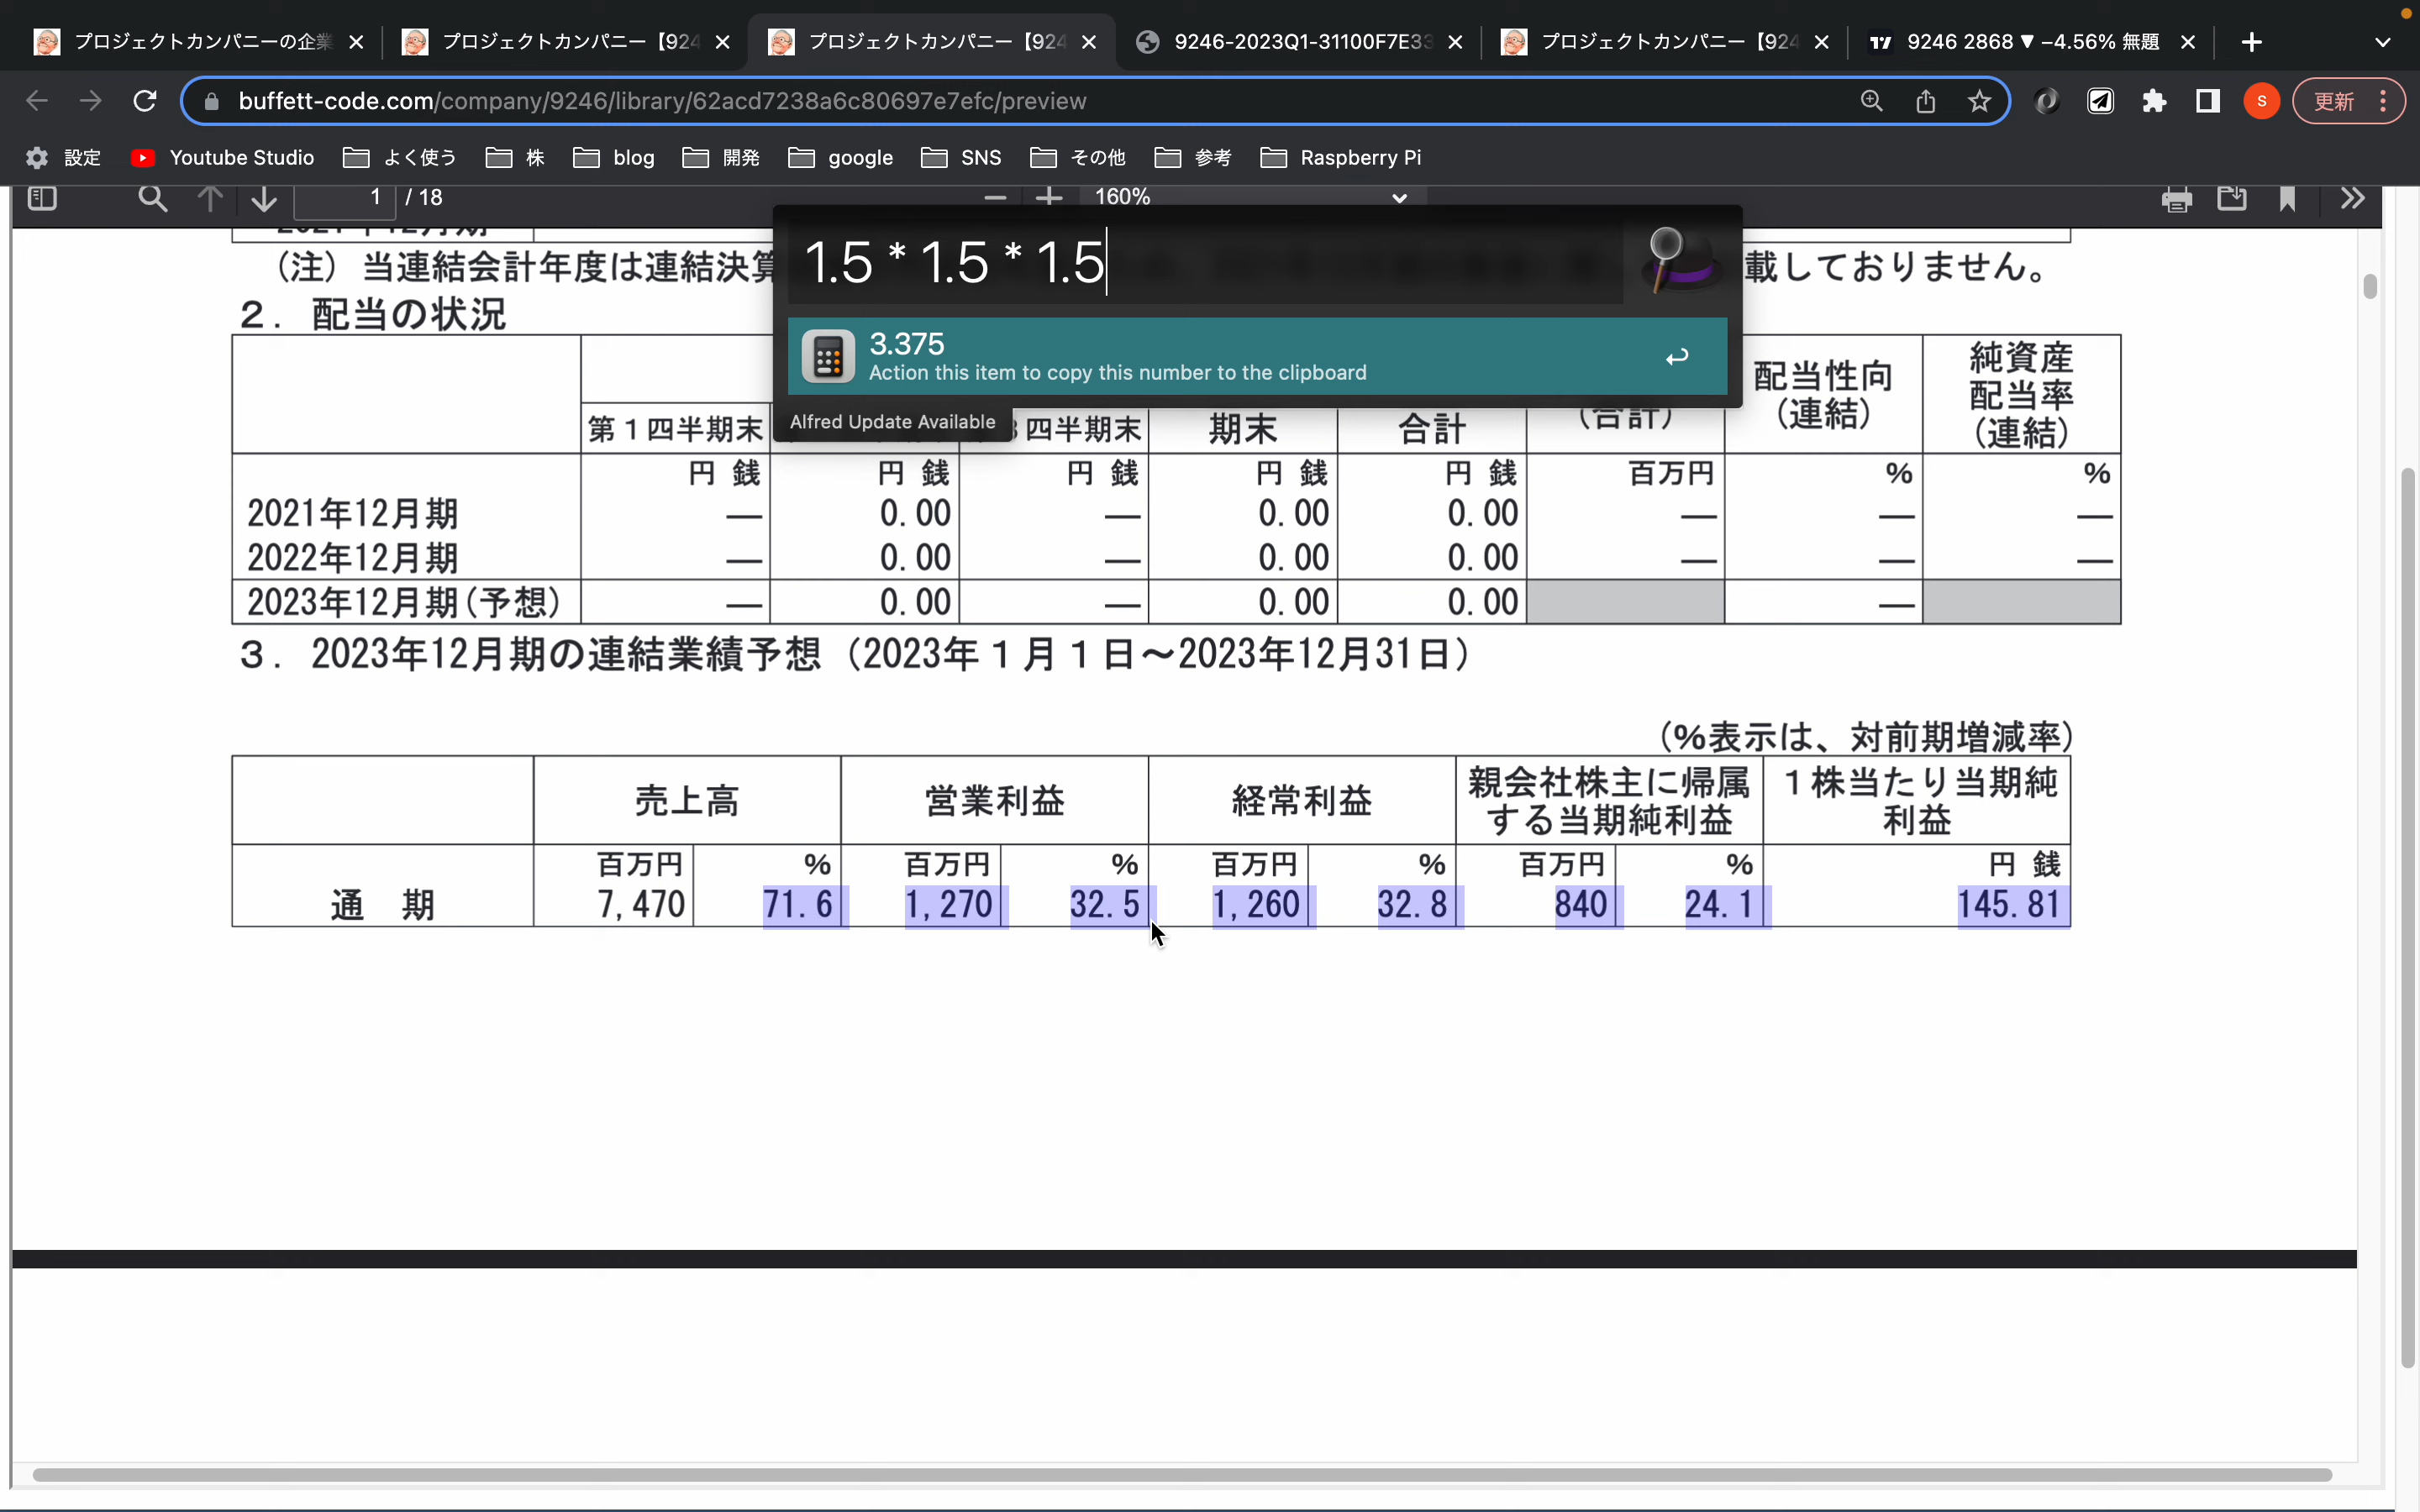 プロジェクトカンパニーの企業
プロジェクトカンパニー【924
プロジェクトカンパニー【924
9246-2023Q1-31100F7E33
プロジェクトカンパニー【924
9246 2868 ▼ −4.56% 無題
buffett-code.com/company/9246/library/62acd7238a6c80697e7efc/preview
S
更新
設定 Youtube Studio よく使う 株 blog 開発 google SNS その他 参考 Raspberry Pi
1 / 18
160%
1.5 * 1.5 * 1.5
3.375
Action this item to copy this number to the clipboard
Alfred Update Available
（注）当連結会計年度は連結決算
載しておりません。
２．配当の状況
配当性向
（連結）
純資産
配当率
（連結）
第１四半期末 四半期末 期末 合計 （合計）
円 銭 円 銭 円 銭 円 銭 円 銭 百万円 % %
2021年12月期 ― 0.00 ― 0.00 0.00 ― ― ―
2022年12月期 ― 0.00 ― 0.00 0.00 ― ― ―
2023年12月期(予想) ― 0.00 ― 0.00 0.00 ―
３．2023年12月期の連結業績予想（2023年１月１日～2023年12月31日）
（％表示は、対前期増減率）
売上高 営業利益 経常利益 親会社株主に帰属する当期純利益 １株当たり当期純利益
百万円 % 百万円 % 百万円 % 百万円 % 円 銭
通 期 7,470 71.6 1,270 32.5 1,260 32.8 840 24.1 145.81